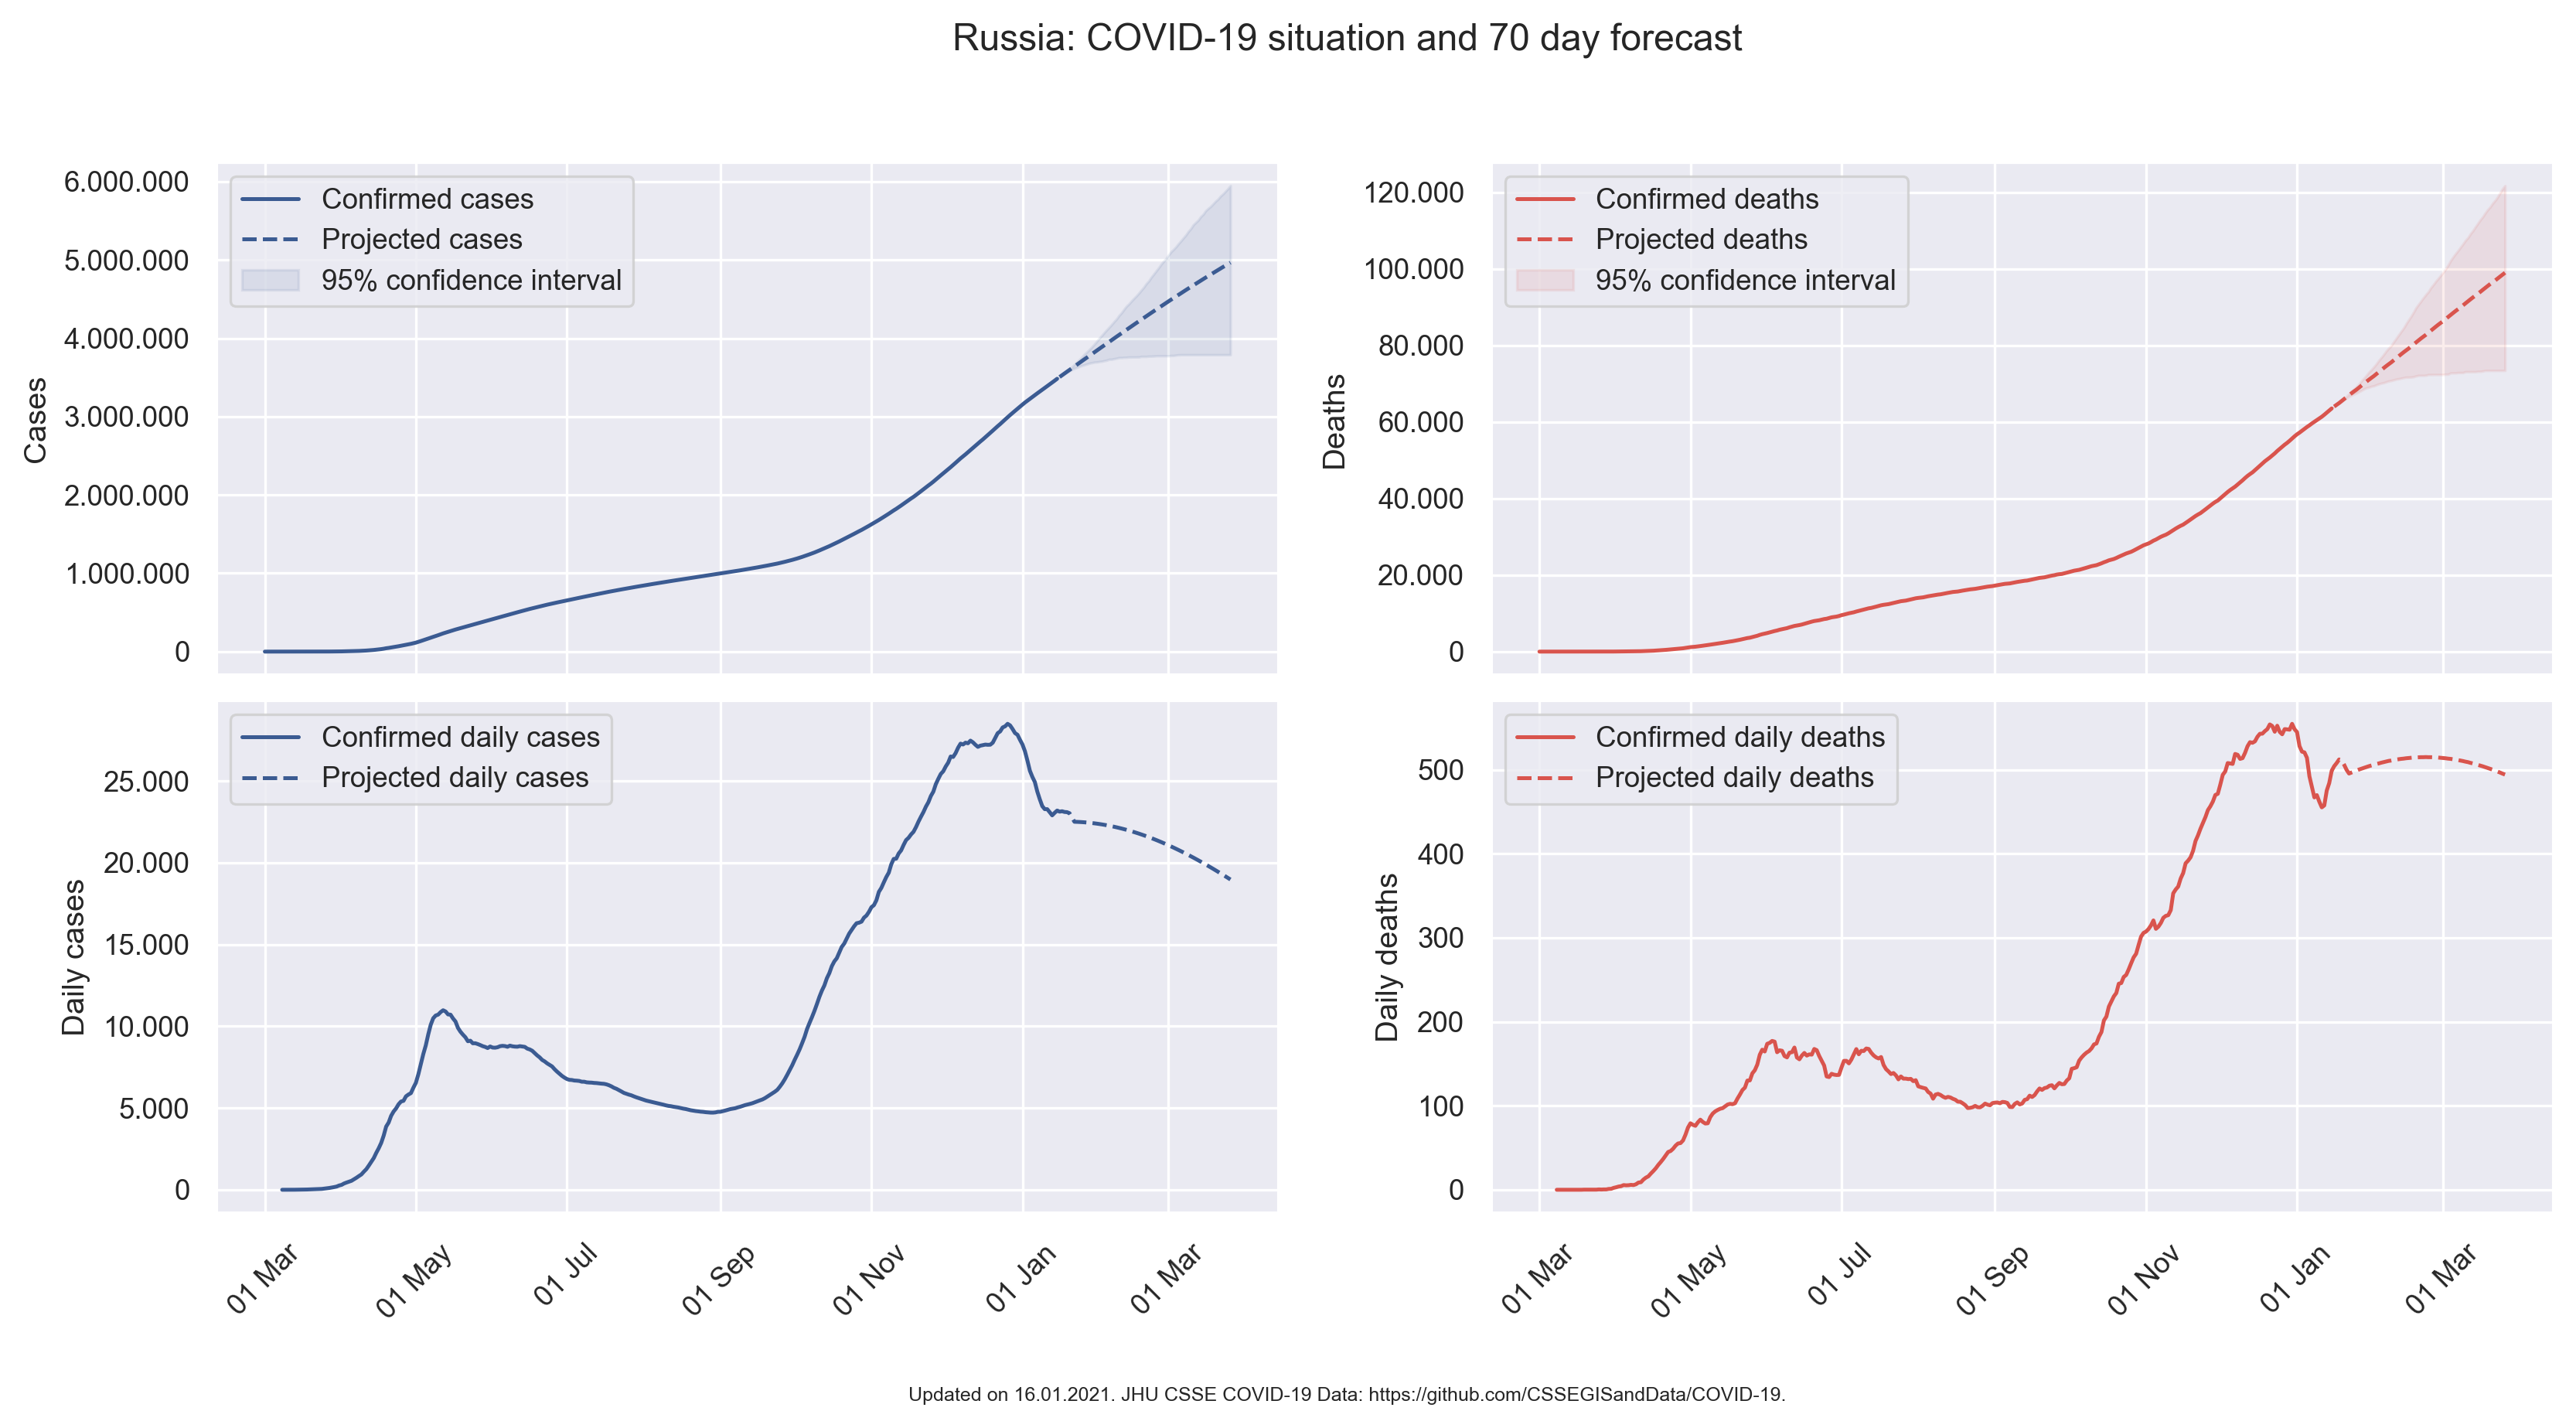 Russia: COVID-19 situation and 70 day forecast
6.000.000
5.000.000
4.000.000
3.000.000
2.000.000
1.000.000
0
Cases
Confirmed cases
Projected cases
95% confidence interval
120.000
100.000
80.000
60.000
40.000
20.000
0
Deaths
Confirmed deaths
Projected deaths
95% confidence interval
25.000
20.000
15.000
10.000
5.000
0
Daily cases
Confirmed daily cases
Projected daily cases
01 Mar
01 May
01 Jul
01 Sep
01 Nov
01 Jan
01 Mar
500
400
300
200
100
0
Daily deaths
Confirmed daily deaths
Projected daily deaths
01 Mar
01 May
01 Jul
01 Sep
01 Nov
01 Jan
01 Mar
Updated on 16.01.2021. JHU CSSE COVID-19 Data: https://github.com/CSSEGISandData/COVID-19.